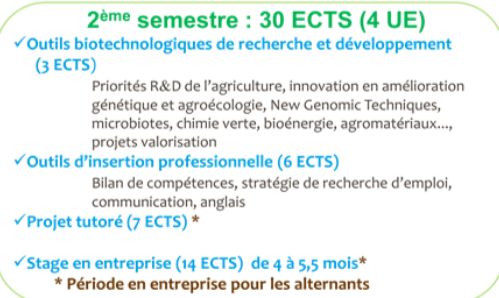 2ème semestre : 30 ECTS (4 UE)
✓Outils biotechnologiques de recherche et développement
(3 ECTS)
Priorités R&D de l'agriculture, innovation en amélioration
génétique et agroécologie, New Genomic Techniques,
microbiotes, chimie verte, bioénergie, agromatériaux...,
projets valorisation
✓Outils d'insertion professionnelle (6 ECTS)
Bilan de compétences, stratégie de recherche d'emploi,
communication, anglais
✓Projet tutoré (7 ECTS) *
✓Stage en entreprise (14 ECTS) de 4 à 5,5 mois*
* Période en entreprise pour les alternants